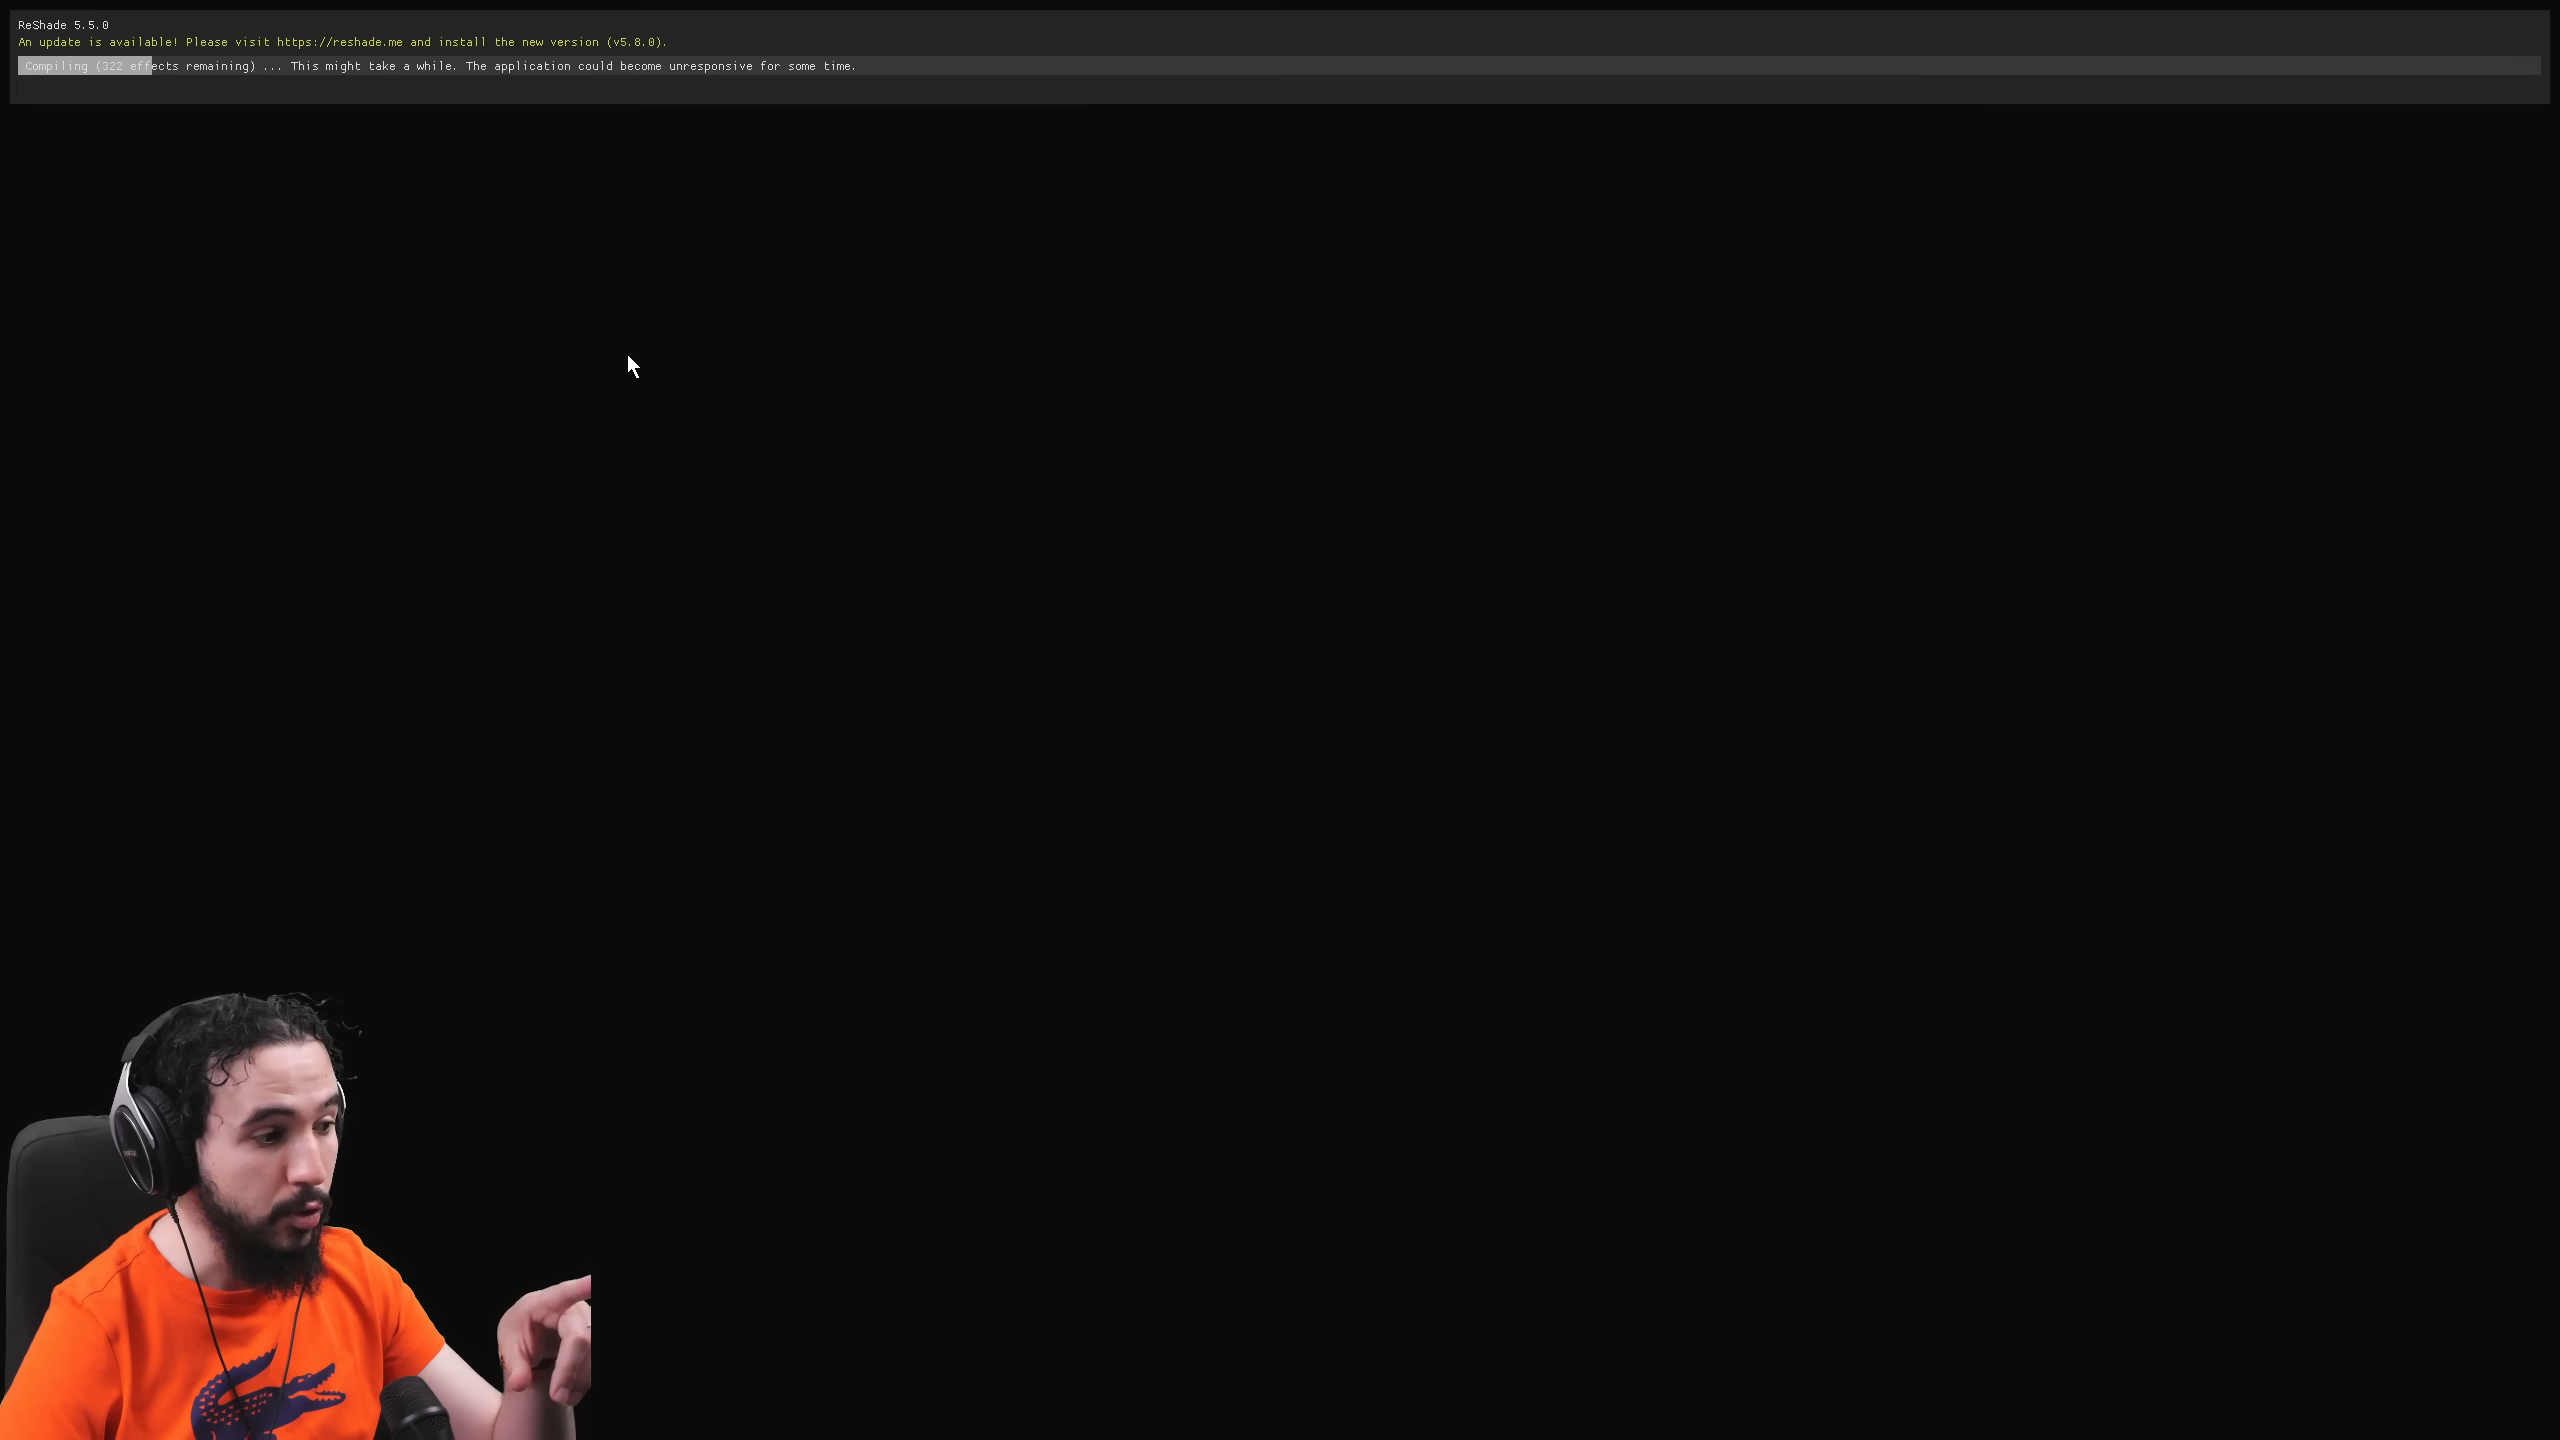 ReShade 5.5.0
An update is available! Please visit https://reshade.me and install the new version (v5.8.0).
Compiling (322 effects remaining) ... This might take a while. The application could become unresponsive for some time.